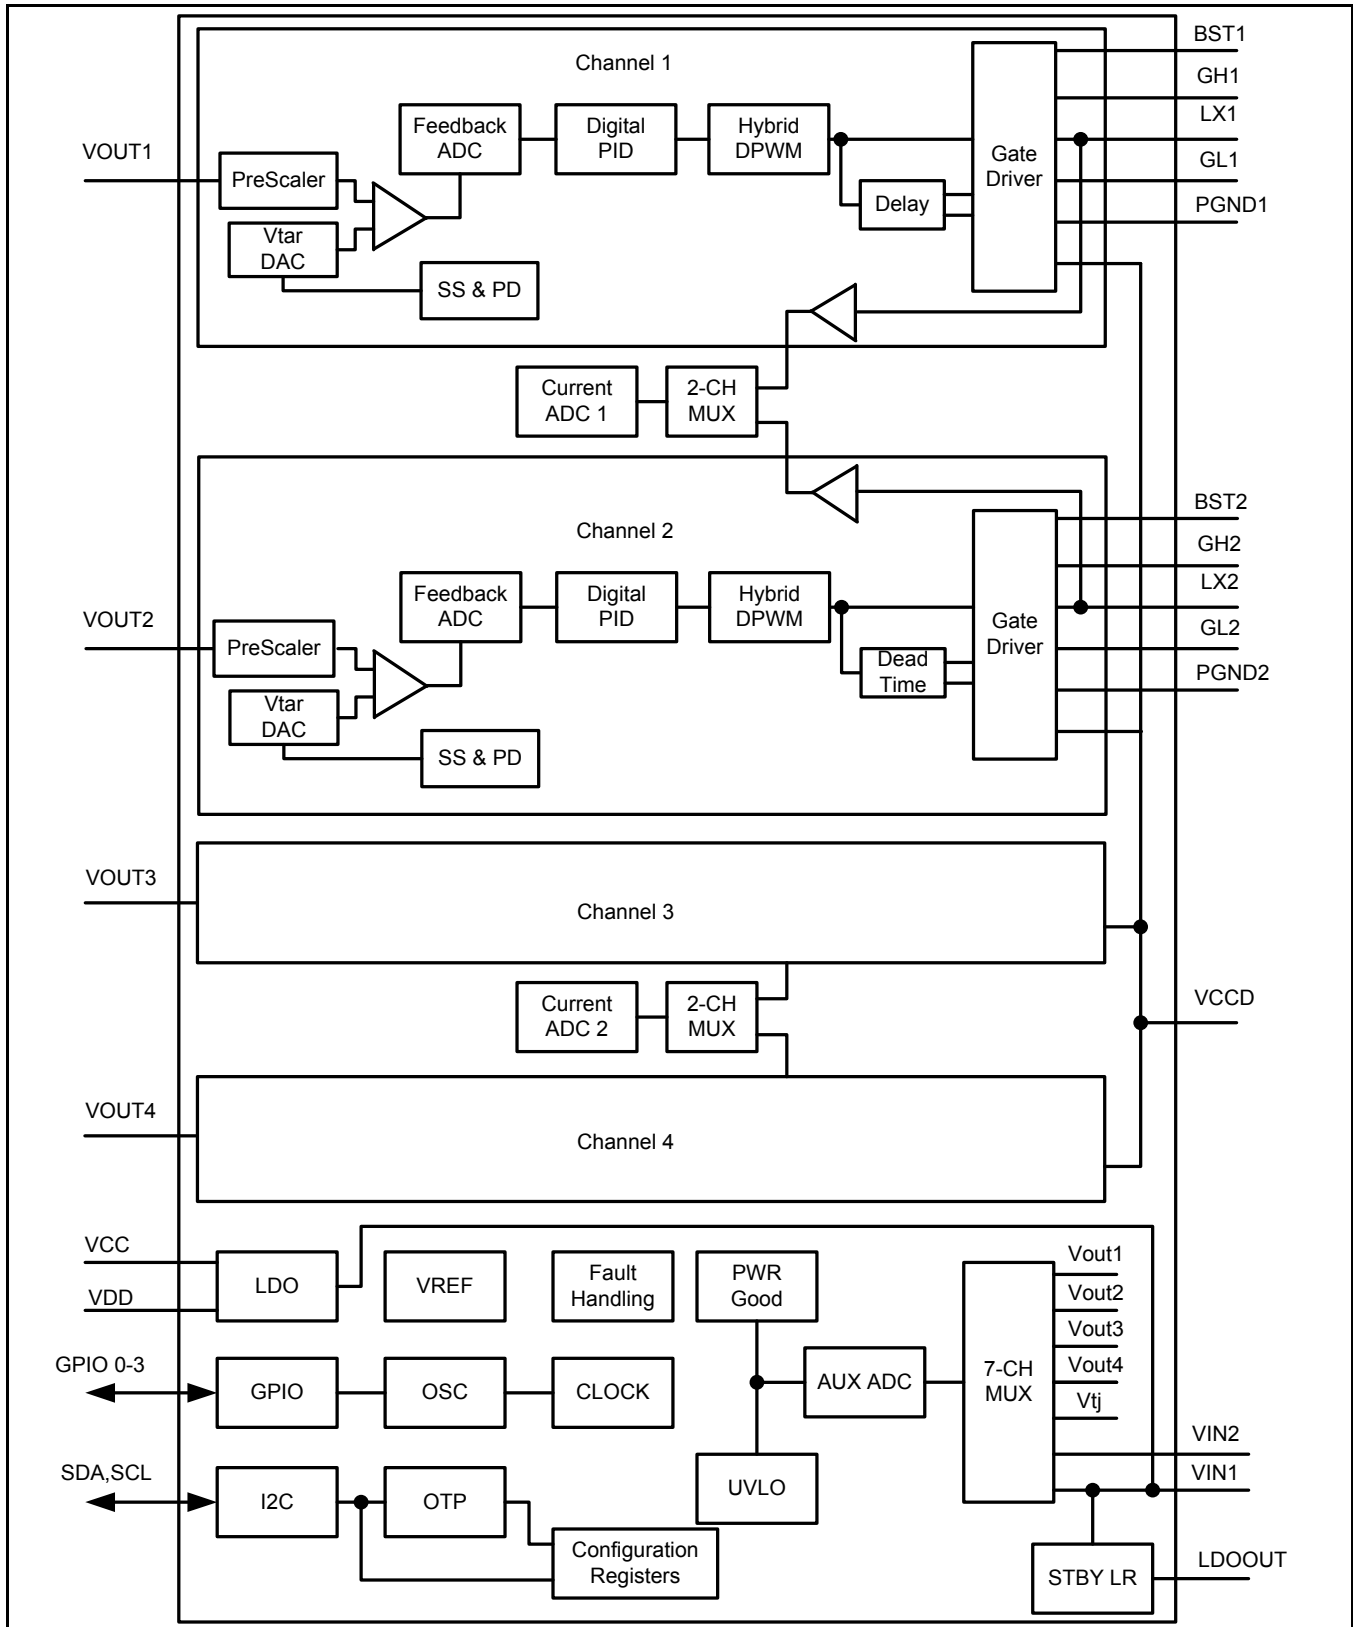 BST1
Channel 1
GH1
LX1
Feedback
ADC
Digital
PID
Hybrid
DPWM
VOUT1
Gate
Driver
GL1
PreScaler
Delay
PGND1
Vtar
DAC
SS & PD
Current
ADC 1
2-CH
MUX
BST2
Channel 2
GH2
LX2
Feedback
ADC
Digital
PID
Hybrid
DPWM
VOUT2
Gate
Driver
GL2
PreScaler
Dead
Time
PGND2
Vtar
DAC
SS & PD
VOUT3
Channel 3
Current
ADC 2
2-CH
MUX
VCCD
VOUT4
Channel 4
VCC
VDD
LDO
VREF
Fault
Handling
PWR
Good
Vout1
Vout2
Vout3
Vout4
Vtj
GPIO 0-3
GPIO
OSC
CLOCK
AUX ADC
7-CH
MUX
VIN2
VIN1
SDA,SCL
I2C
OTP
UVLO
Configuration
Registers
STBY LR
LDOOUT